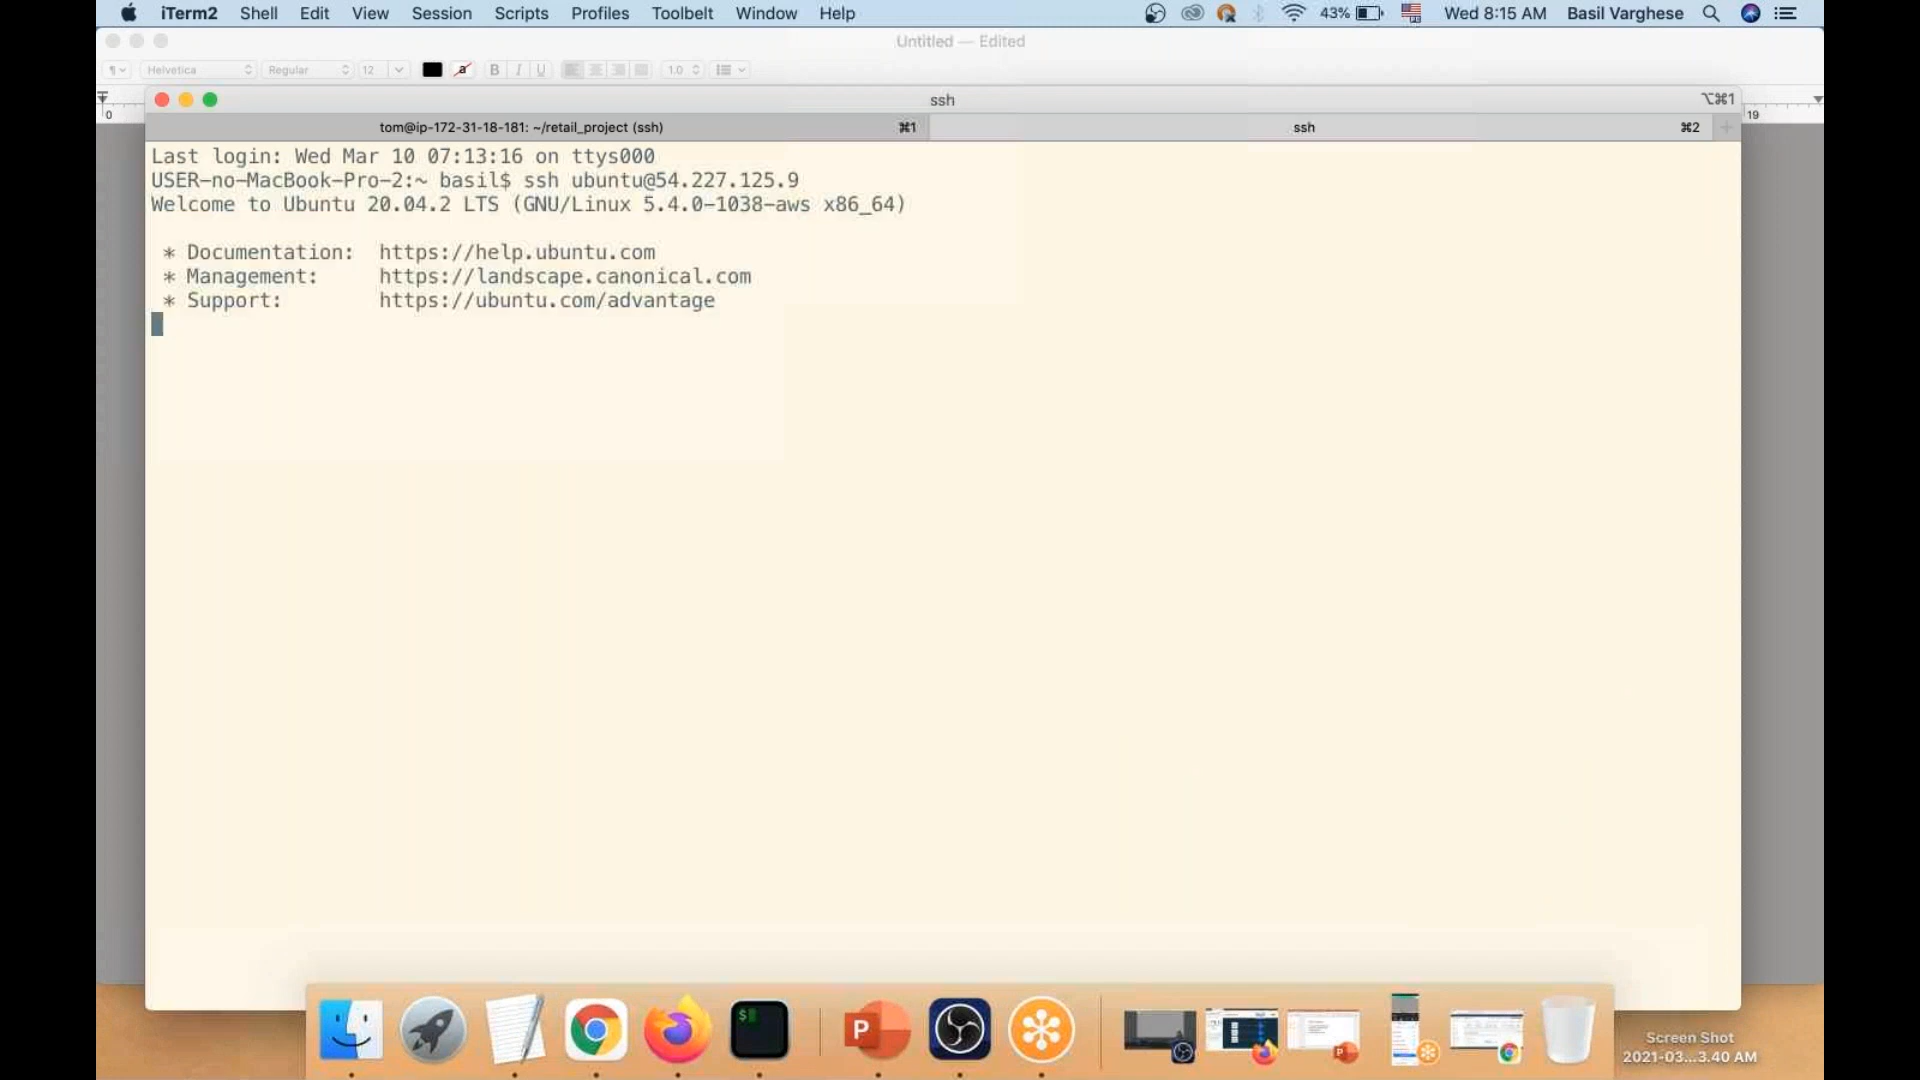 iTerm2 Shell Edit View Session Scripts Profiles Toolbelt Window Help 43% Wed 8:15 AM Basil Varghese
Untitled — Edited
¶ Helvetica Regular 12 a B I U 1.0
0 19
ssh ⌥⌘1
tom@ip-172-31-18-181: ~/retail_project (ssh) ⌘1 ssh ⌘2 +
Last login: Wed Mar 10 07:13:16 on ttys000
USER-no-MacBook-Pro-2:~ basil$ ssh ubuntu@54.227.125.9
Welcome to Ubuntu 20.04.2 LTS (GNU/Linux 5.4.0-1038-aws x86_64)
* Documentation: https://help.ubuntu.com
* Management: https://landscape.canonical.com
* Support: https://ubuntu.com/advantage
$
P
Screen Shot
2021-03...3.40 AM